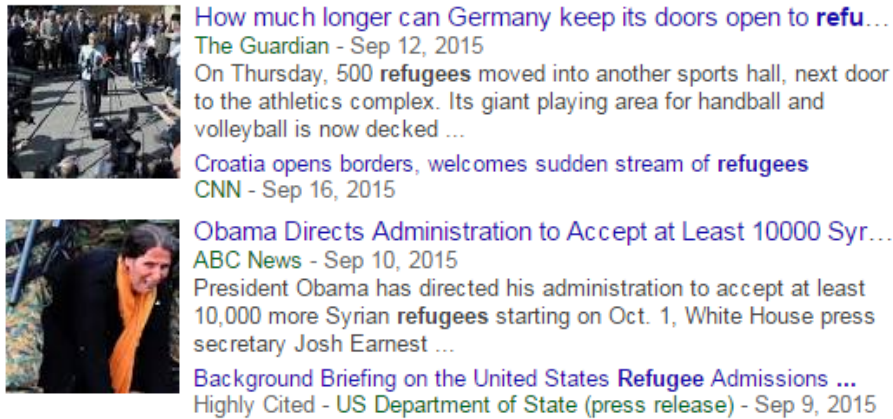 How much longer can Germany keep its doors open to refu...
The Guardian - Sep 12, 2015
On Thursday, 500 refugees moved into another sports hall, next door
to the athletics complex. Its giant playing area for handball and
volleyball is now decked ...
Croatia opens borders, welcomes sudden stream of refugees
CNN - Sep 16, 2015
Obama Directs Administration to Accept at Least 10000 Syr...
ABC News - Sep 10, 2015
President Obama has directed his administration to accept at least
10,000 more Syrian refugees starting on Oct. 1, White House press
secretary Josh Earnest ...
Background Briefing on the United States Refugee Admissions ...
Highly Cited - US Department of State (press release) - Sep 9, 2015